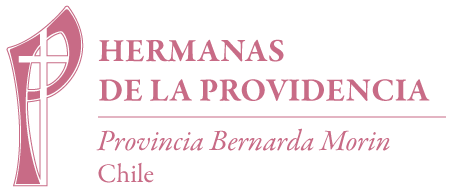 HERMANAS
DE LA PROVIDENCIA
Provincia Bernarda Morin
Chile